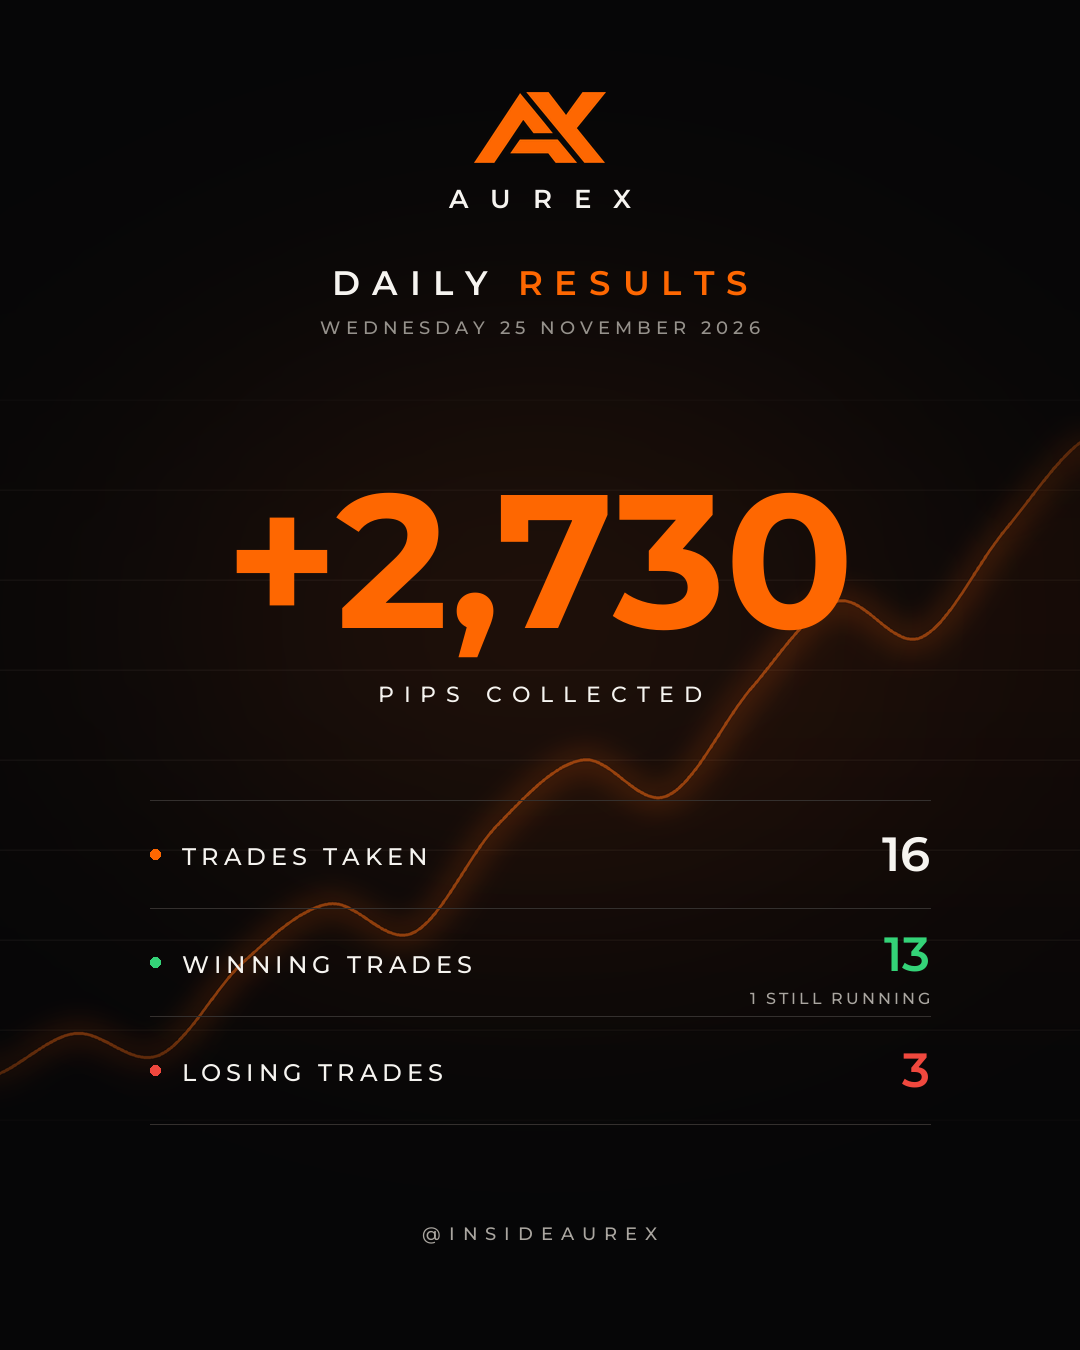 AUREX
DAILY RESULTS
WEDNESDAY 25 NOVEMBER 2026
+2,730
PIPS COLLECTED
TRADES TAKEN 16
WINNING TRADES 13
1 STILL RUNNING
LOSING TRADES 3
@INSIDEAUREX